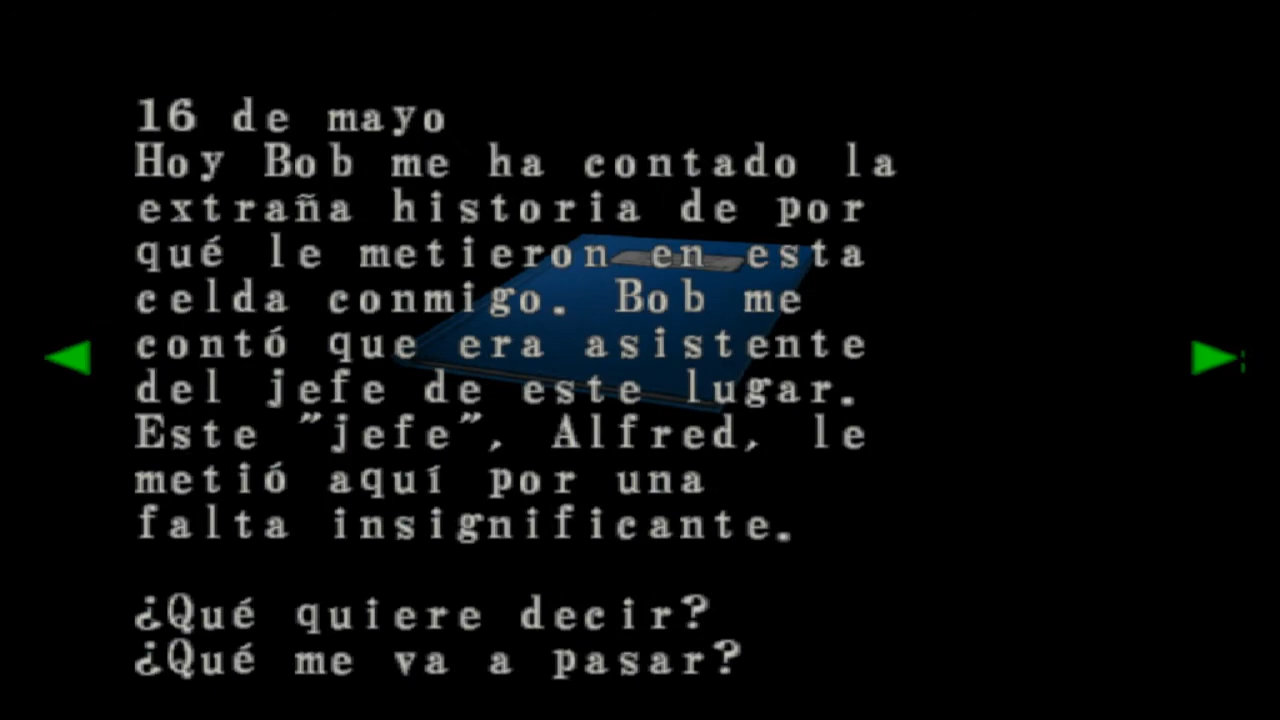 16 de mayo
Hoy Bob me ha contado la
extraña historia de por
qué le metieron en esta
celda conmigo. Bob me
contó que era asistente
del jefe de este lugar.
Este "jefe", Alfred, le
metió aquí por una
falta insignificante.
¿Qué quiere decir?
¿Qué me va a pasar?